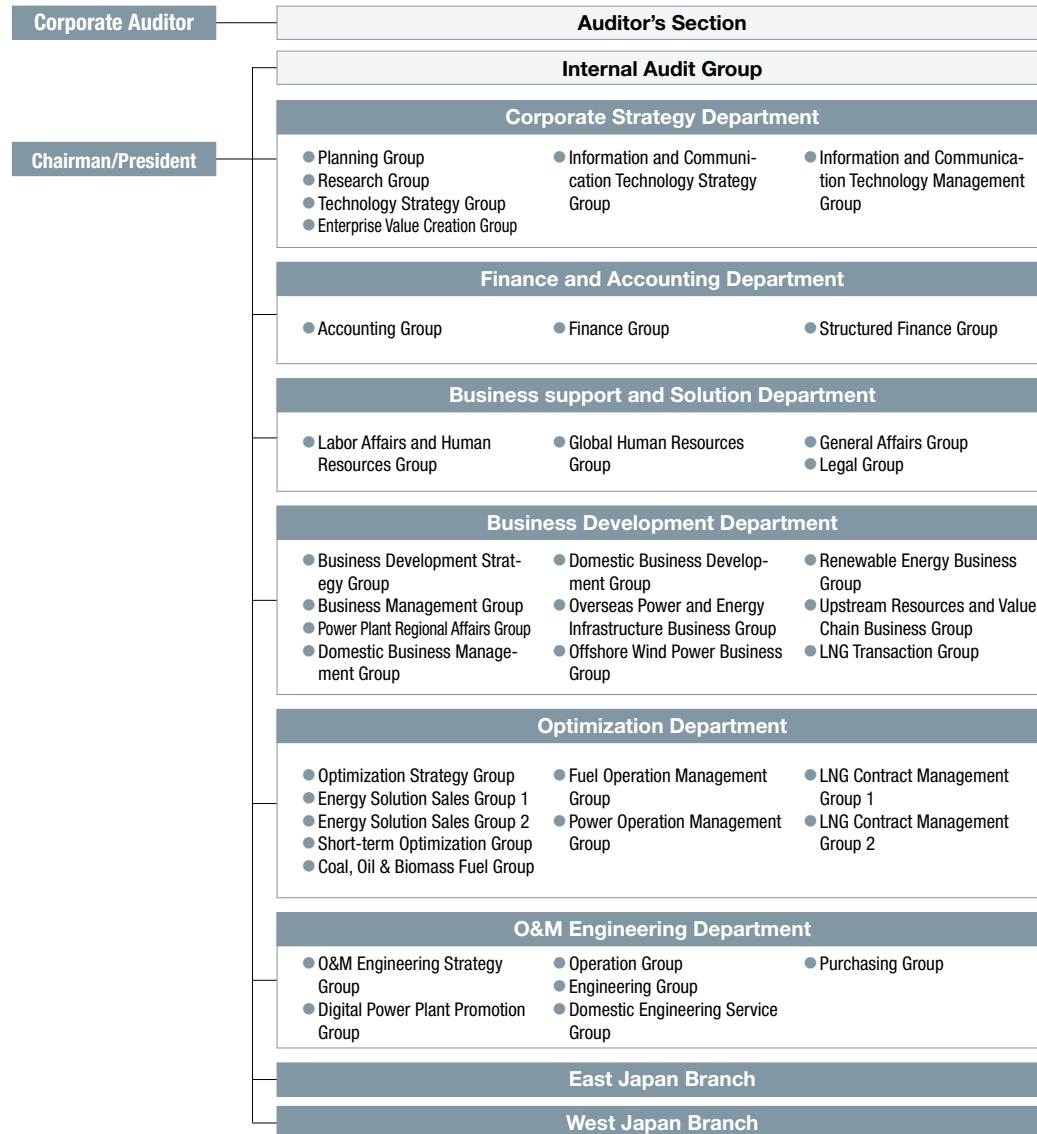 Corporate Auditor
Auditor's Section
Internal Audit Group
Chairman/President
Corporate Strategy Department
● Planning Group
● Research Group
● Technology Strategy Group
● Enterprise Value Creation Group
● Information and Communi-
cation Technology Strategy
Group
● Information and Communica-
tion Technology Management
Group
Finance and Accounting Department
● Accounting Group
● Finance Group
● Structured Finance Group
Business support and Solution Department
● Labor Affairs and Human
Resources Group
● Global Human Resources
Group
● General Affairs Group
● Legal Group
Business Development Department
● Business Development Strat-
egy Group
● Business Management Group
● Power Plant Regional Affairs Group
● Domestic Business Manage-
ment Group
● Domestic Business Develop-
ment Group
● Overseas Power and Energy
Infrastructure Business Group
● Offshore Wind Power Business
Group
● Renewable Energy Business
Group
● Upstream Resources and Value
Chain Business Group
● LNG Transaction Group
Optimization Department
● Optimization Strategy Group
● Energy Solution Sales Group 1
● Energy Solution Sales Group 2
● Short-term Optimization Group
● Coal, Oil & Biomass Fuel Group
● Fuel Operation Management
Group
● Power Operation Management
Group
● LNG Contract Management
Group 1
● LNG Contract Management
Group 2
O&M Engineering Department
● O&M Engineering Strategy
Group
● Digital Power Plant Promotion
Group
● Operation Group
● Engineering Group
● Domestic Engineering Service
Group
● Purchasing Group
East Japan Branch
West Japan Branch